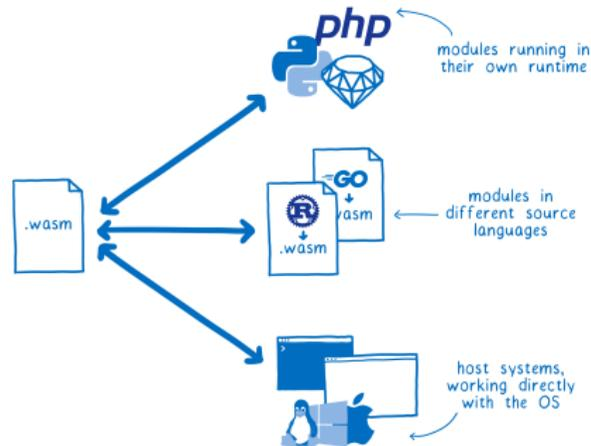 php
modules running in
their own runtime
.wasm
GO
wasm
R
.wasm
modules in
different source
languages
>
host systems,
working directly
with the OS